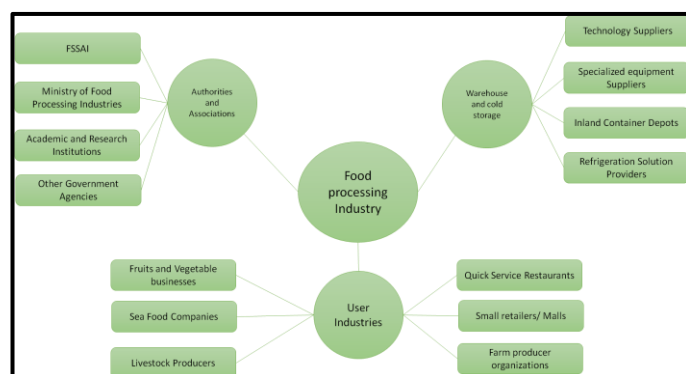 FSSAI
Ministry of Food
Processing Industries
Academic and Research
Institutions
Other Government
Agencies
Authorities
and
Associations
Technology Suppliers
Specialized equipment
Suppliers
Inland Container Depots
Refrigeration Solution
Providers
Warehouse
and cold
storage
Food
processing
Industry
Fruits and Vegetable
businesses
Sea Food Companies
Livestock Producers
User
Industries
Quick Service Restaurants
Small retailers/ Malls
Farm producer
organizations